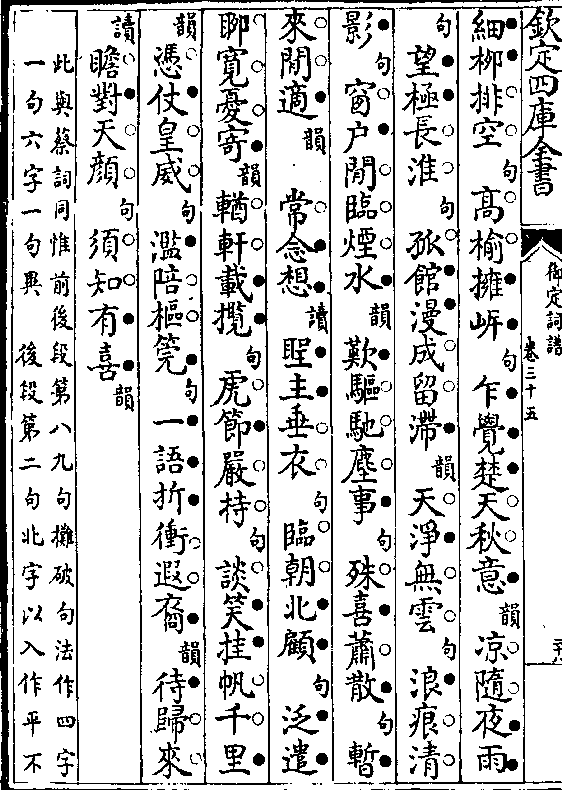 欽定四庫全書
御定詞譜
卷三十五
細栁排空句髙榆擁岍句乍覺楚天秋意韻凉隨夜雨
句望極長淮句孤館漫成留滯韻天淨無雲句浪痕清
影句窗户閒臨煙水韻歎驅馳塵事句殊喜蕭散句暫
來閒適韻常念想讀聖主垂衣句臨朝北顧句泛遣
聊寛憂寄韻輶軒載攬句虎節嚴持句談笑挂帆千里
韻憑仗皇威句濫陪樞筦句一語折衝遐裔韻待歸來
讀瞻對天顔句須知有喜韻
此與蔡詞同惟前後段第八九句攤破句法作四字
一句六字一句異後段第二句北字以入作平不